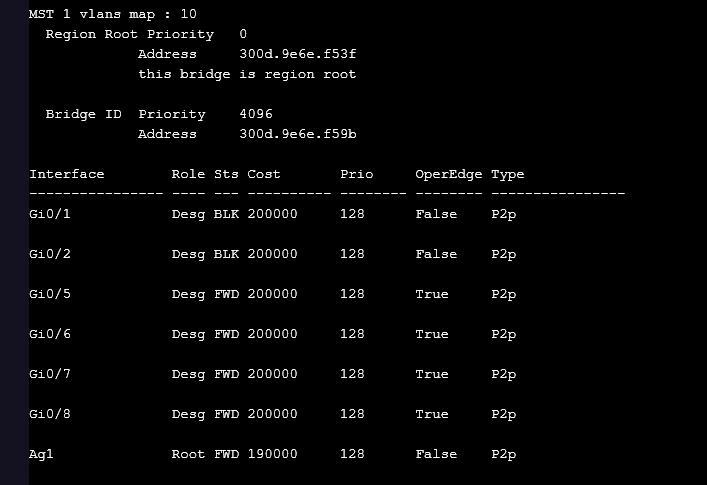 MST 1 vlans map : 10
  Region Root Priority   0
             Address     300d.9e6e.f53f
             this bridge is region root
  Bridge ID  Priority    4096
             Address     300d.9e6e.f59b
Interface        Role Sts Cost       Prio     OperEdge Type
---------------- ---- --- ---------- -------- -------- ----------------
Gi0/1            Desg BLK 200000     128      False    P2p
Gi0/2            Desg BLK 200000     128      False    P2p
Gi0/5            Desg FWD 200000     128      True     P2p
Gi0/6            Desg FWD 200000     128      True     P2p
Gi0/7            Desg FWD 200000     128      True     P2p
Gi0/8            Desg FWD 200000     128      True     P2p
Ag1              Root FWD 190000     128      False    P2p